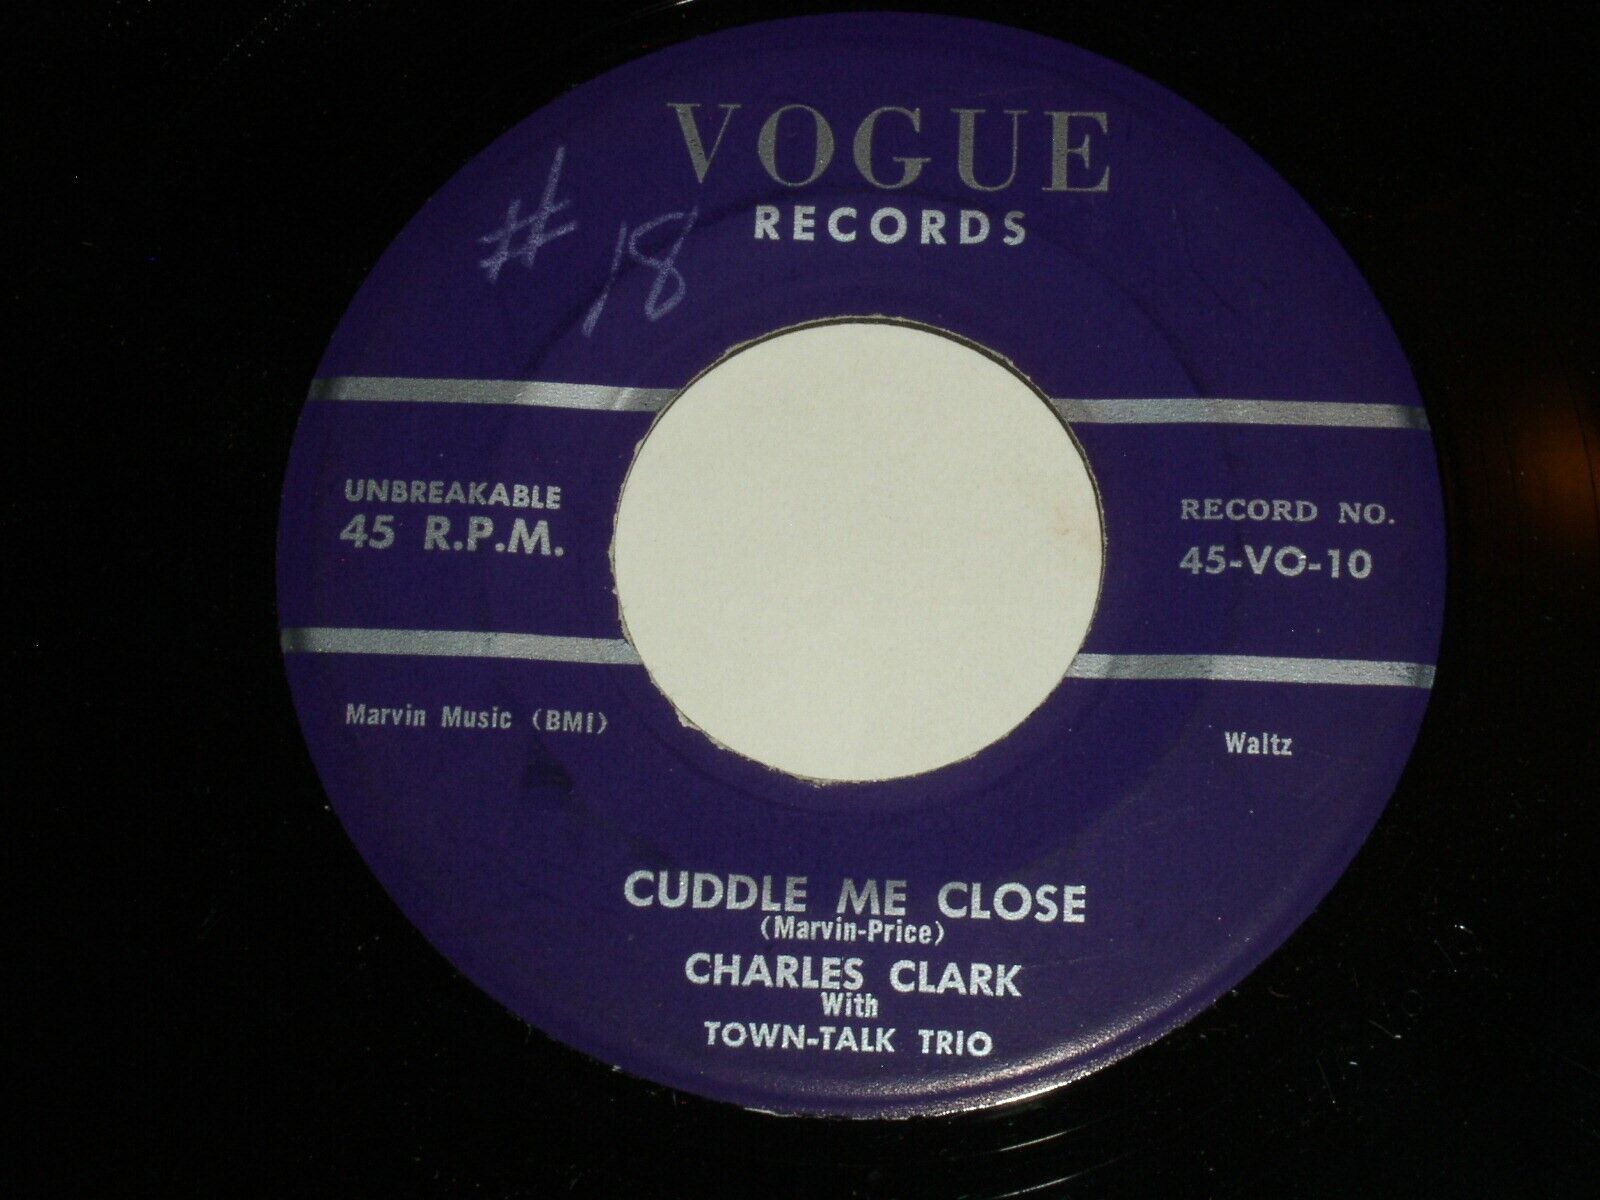 VOGUE
RECORDS
# 18
UNBREAKABLE
45 R.P.M.
RECORD NO.
45-VO-10
Marvin Music (BMI)
Waltz
CUDDLE ME CLOSE
(Marvin-Price)
CHARLES CLARK
With
TOWN-TALK TRIO